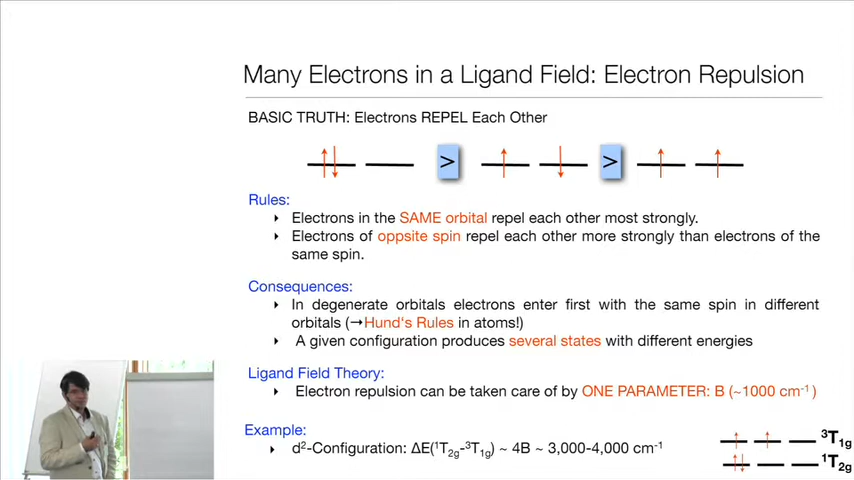 Many Electrons in a Ligand Field: Electron Repulsion
BASIC TRUTH: Electrons REPEL Each Other
> >
Rules:
Electrons in the SAME orbital repel each other most strongly.
Electrons of oppsite spin repel each other more strongly than electrons of the
same spin.
Consequences:
In degenerate orbitals electrons enter first with the same spin in different
orbitals (→Hund's Rules in atoms!)
A given configuration produces several states with different energies
Ligand Field Theory:
Electron repulsion can be taken care of by ONE PARAMETER: B (~1000 cm⁻¹ )
Example:
d²-Configuration: ΔE(¹T2g-³T1g) ~ 4B ~ 3,000-4,000 cm⁻¹
³T1g
¹T2g